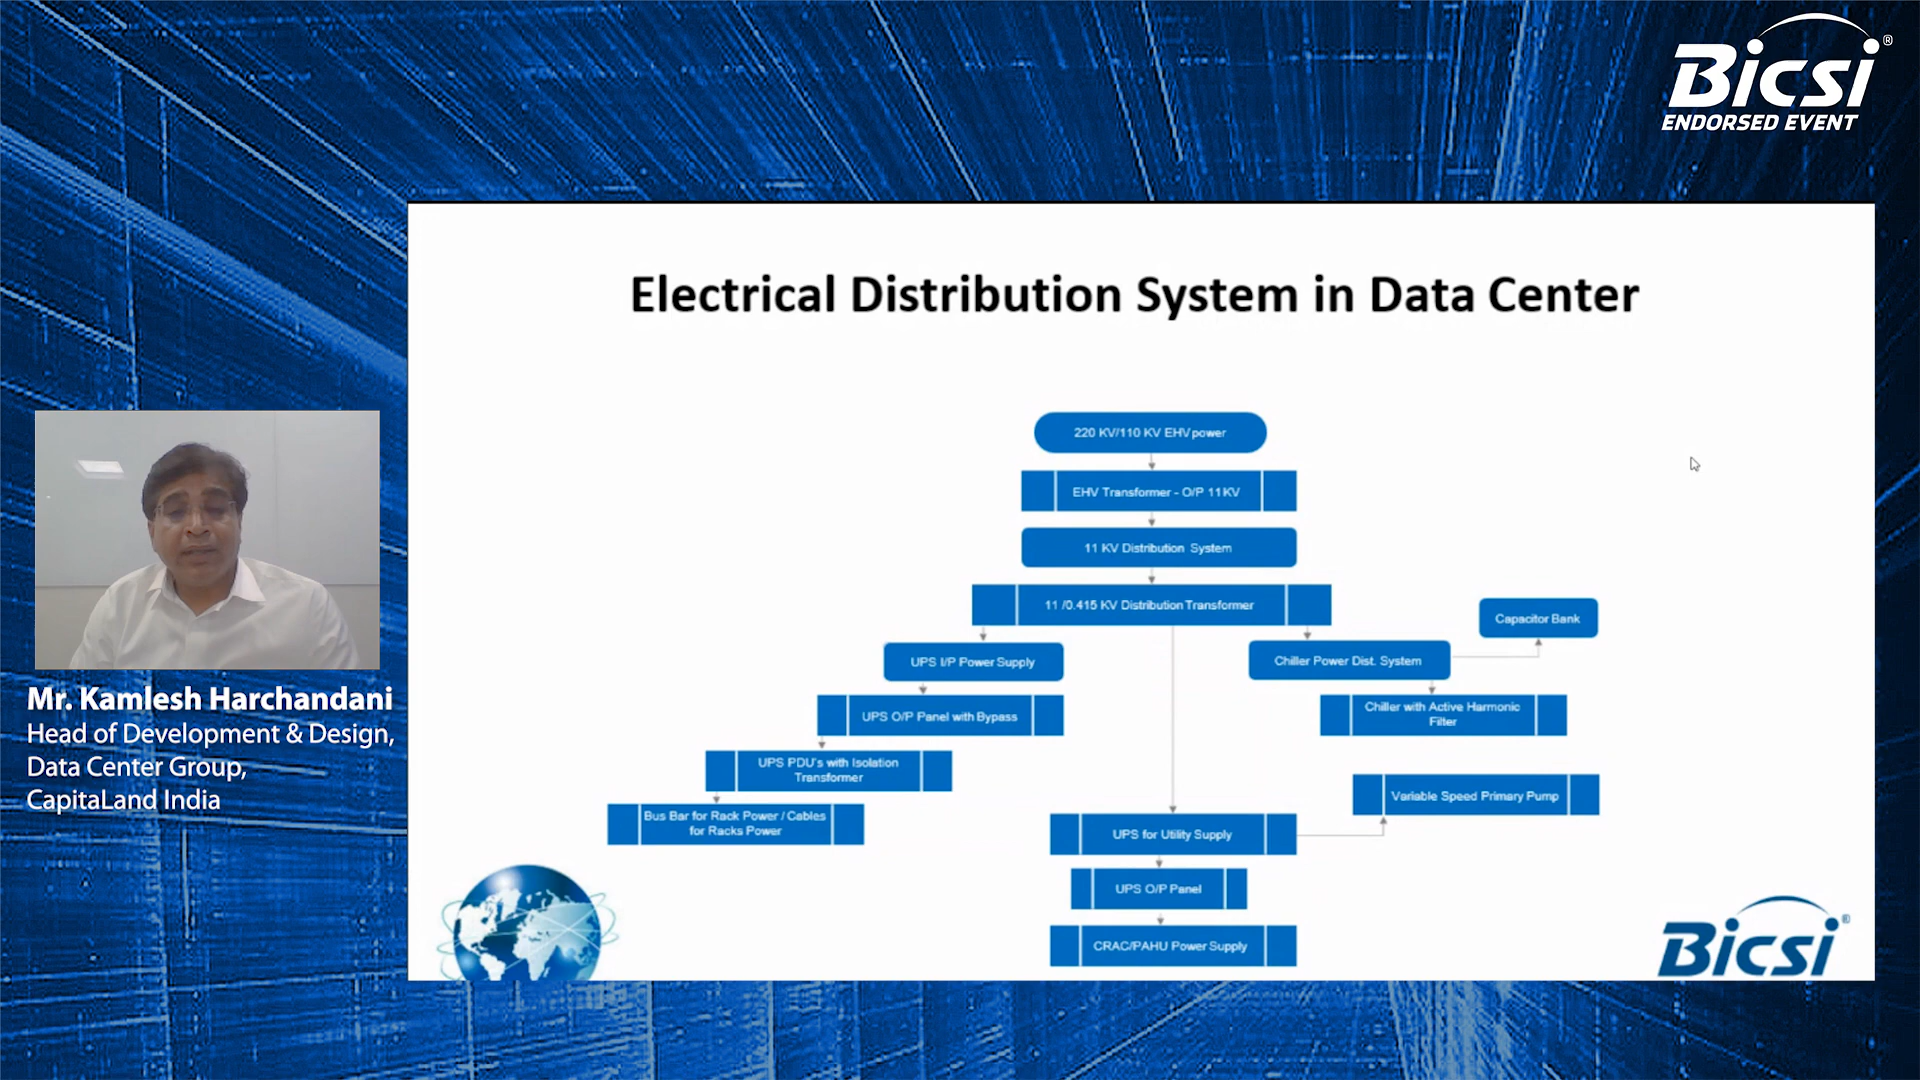 Bicsi®
ENDORSED EVENT
Electrical Distribution System in Data Center
220 KV/110 KV EHV power
EHV Transformer - O/P 11KV
11 KV Distribution System
11 /0.415 KV Distribution Transformer
Capacitor Bank
UPS I/P Power Supply
Chiller Power Dist. System
UPS O/P Panel with Bypass
Chiller with Active Harmonic
Filter
UPS PDU's with Isolation
Transformer
Variable Speed Primary Pump
Bus Bar for Rack Power / Cables
for Racks Power
UPS for Utility Supply
UPS O/P Panel
CRAC/PAHU Power Supply
Bicsi®
Mr. Kamlesh Harchandani
Head of Development & Design,
Data Center Group,
CapitaLand India